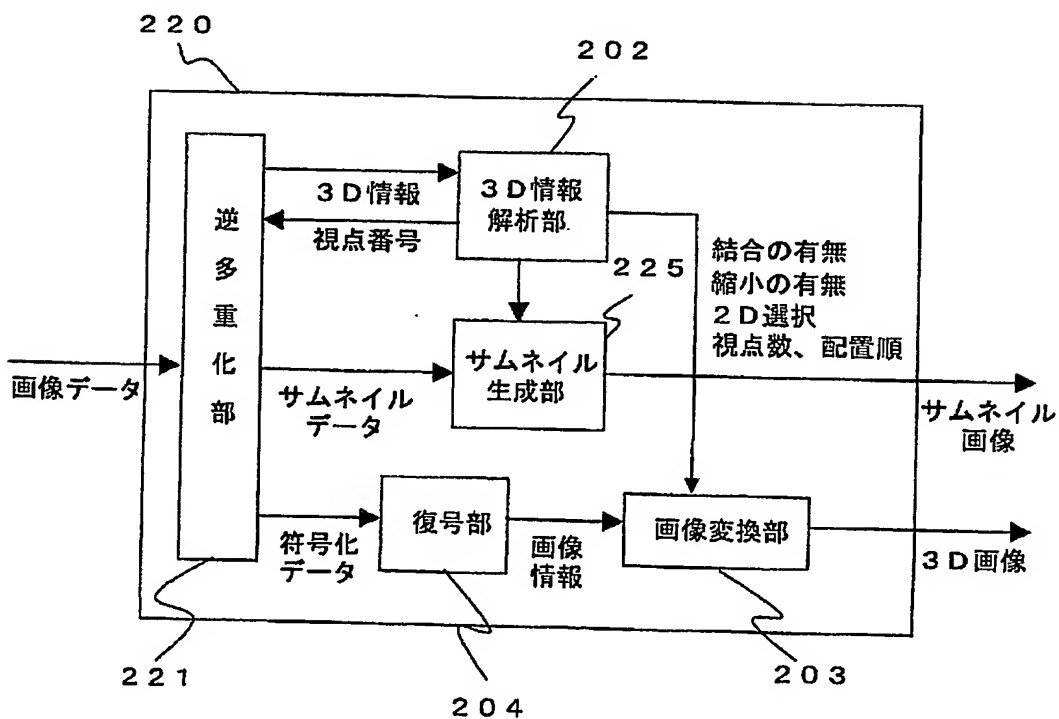 ２２０
２０２
３Ｄ情報
視点番号
３Ｄ情報
解析部
逆多重化部
２２５
結合の有無
縮小の有無
２Ｄ選択
視点数、配置順
画像データ
サムネイル
データ
サムネイル
生成部
サムネイル
画像
符号化
データ
復号部
画像
情報
画像変換部
３Ｄ画像
２２１
２０４
２０３